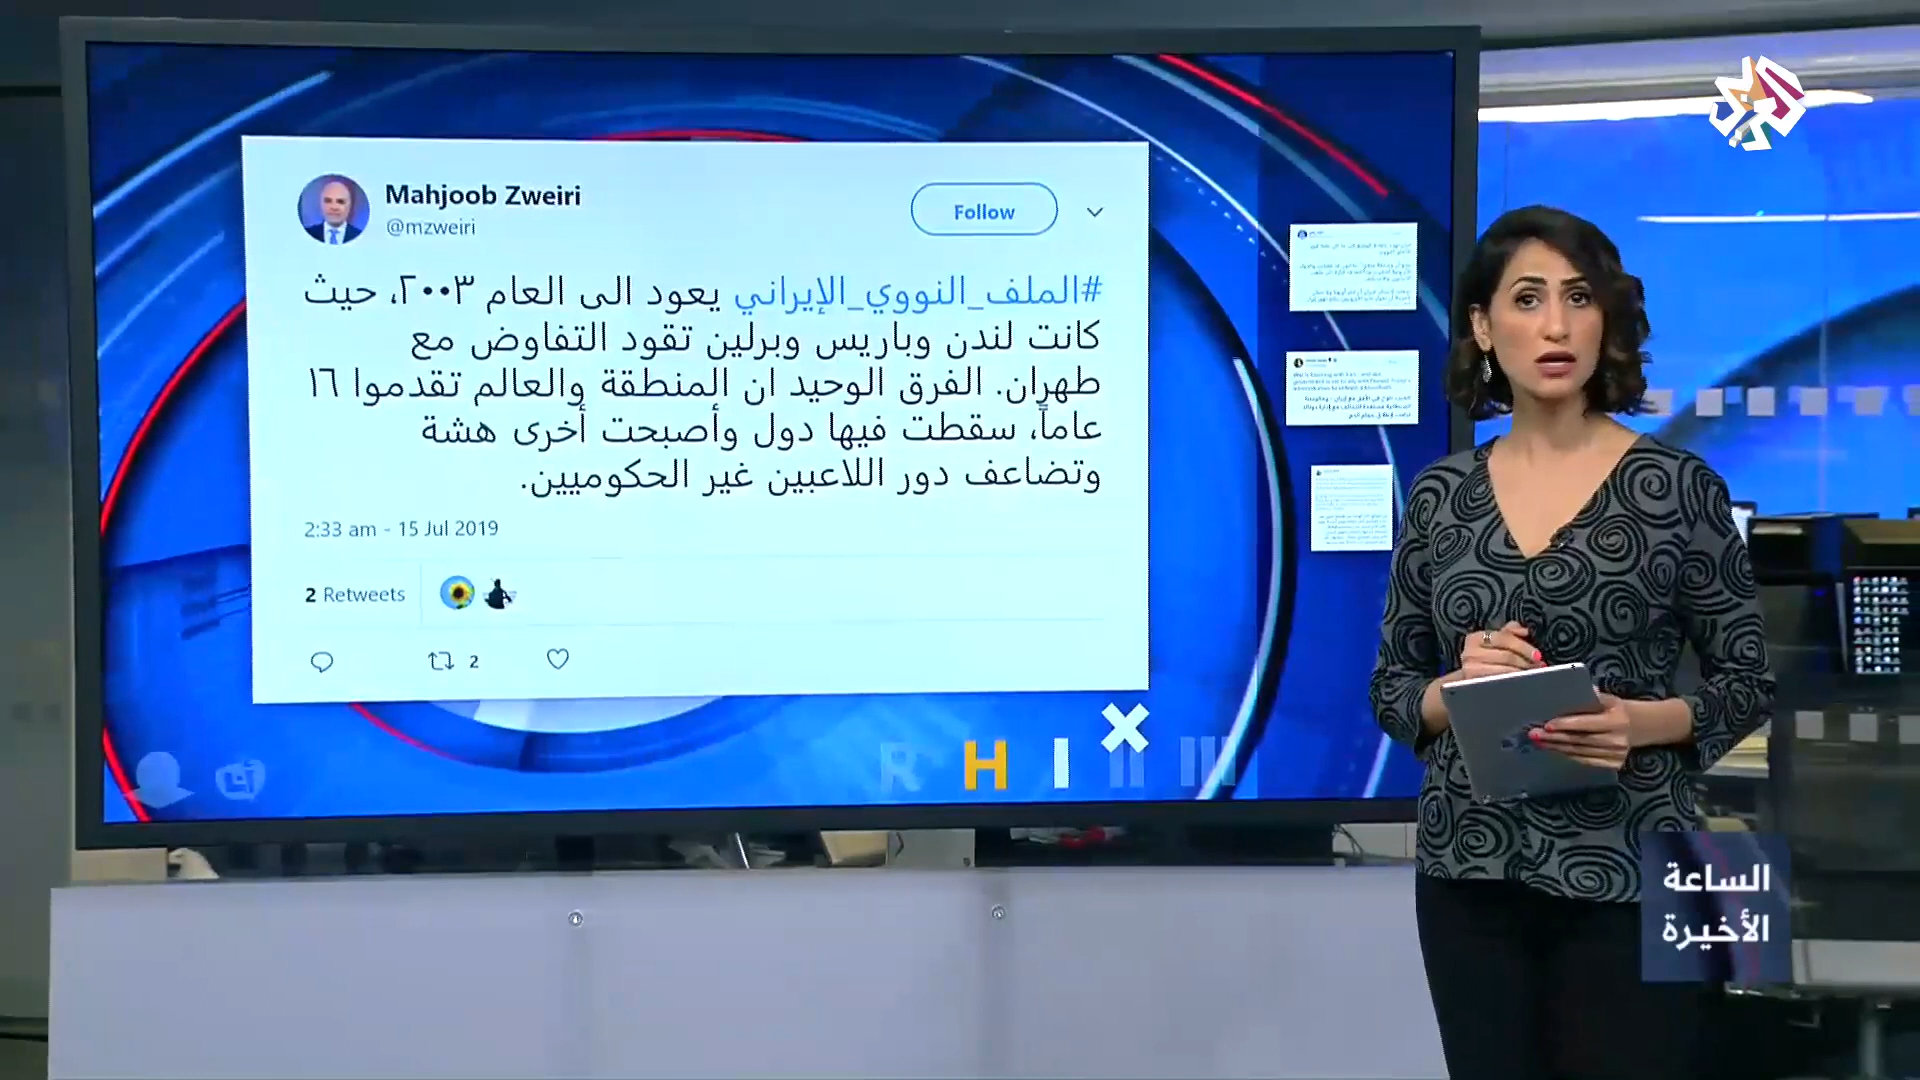 Mahjoob Zweiri
@mzweiri
Follow
#الملف_النووي_الإيراني يعود الى العام ٢٠٠٣، حيث
كانت لندن وباريس وبرلين تقود التفاوض مع
طهران. الفرق الوحيد ان المنطقة والعالم تقدموا ١٦
عاماً، سقطت فيها دول وأصبحت أخرى هشة
وتضاعف دور اللاعبين غير الحكوميين.
2:33 am - 15 Jul 2019
2 Retweets
2
R H I II III
الساعة
الأخيرة